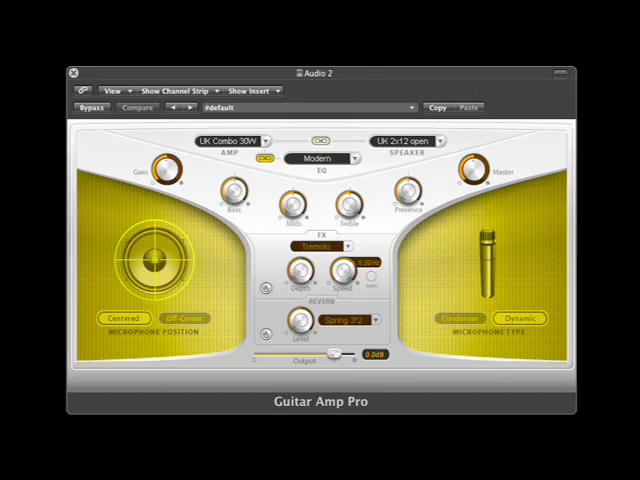 Audio 2
View Show Channel Strip Show Insert
Bypass Compare #default Copy Paste
UK Combo 30W UK 2x12 open
AMP SPEAKER
Modern
EQ
Gain Master
Bass Mids Treble Presence
FX
Tremolo
6.00Hz
Depth Speed sync
REVERB
Spring 3*2
Level
Centered Off-Center
MICROPHONE POSITION
Condenser Dynamic
MICROPHONE TYPE
0.0dB
Output
Guitar Amp Pro